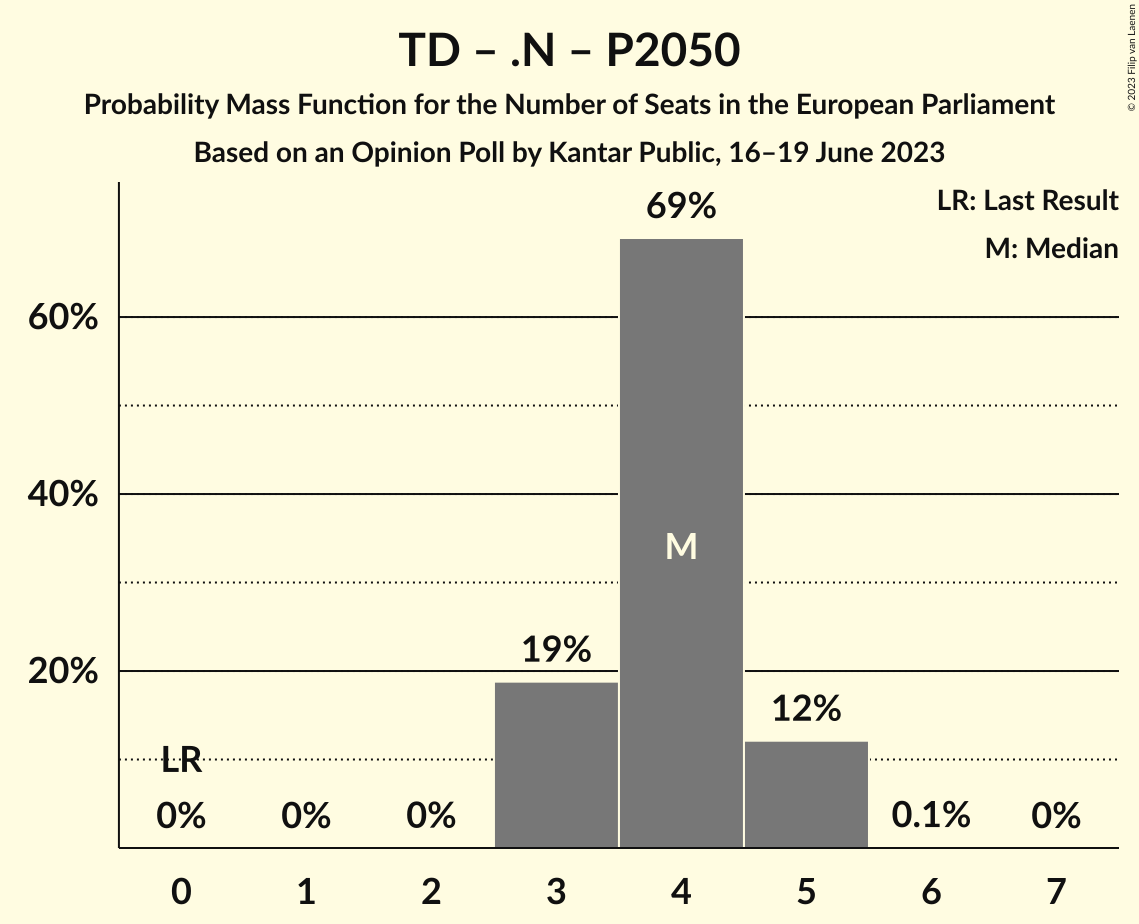 TD – .N – P2050
Probability Mass Function for the Number of Seats in the European Parliament
Based on an Opinion Poll by Kantar Public, 16–19 June 2023
© 2023 Filip van Laenen
LR: Last Result
M: Median
69%
60%
40%
M
19%
20%
12%
LR
0%
0%
0%
0.1%
0%
0
1
2
3
4
5
6
7